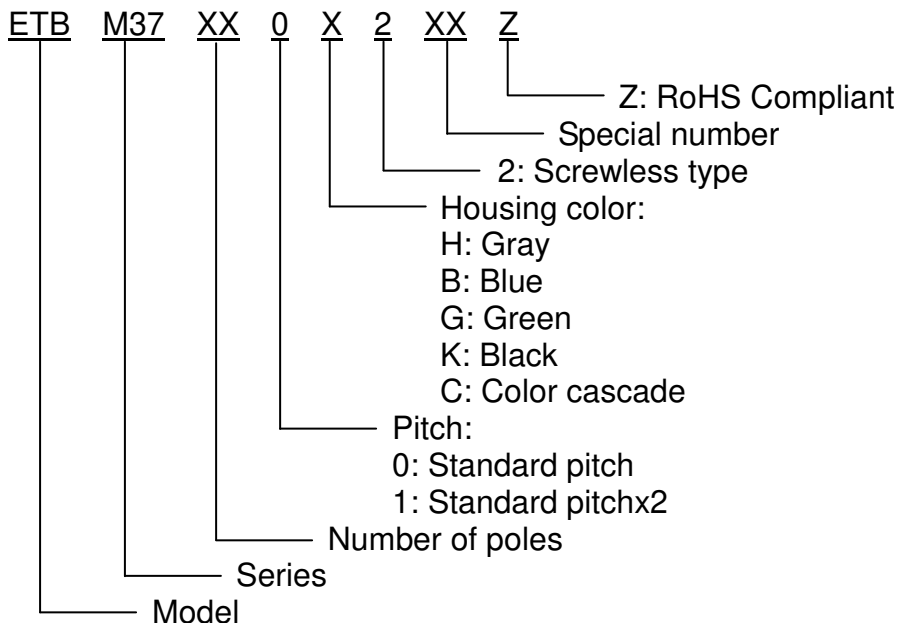 ETB M37 XX 0 X 2 XX Z
Z: RoHS Compliant
Special number
2: Screwless type
Housing color:
H: Gray
B: Blue
G: Green
K: Black
C: Color cascade
Pitch:
0: Standard pitch
1: Standard pitchx2
Number of poles
Series
Model